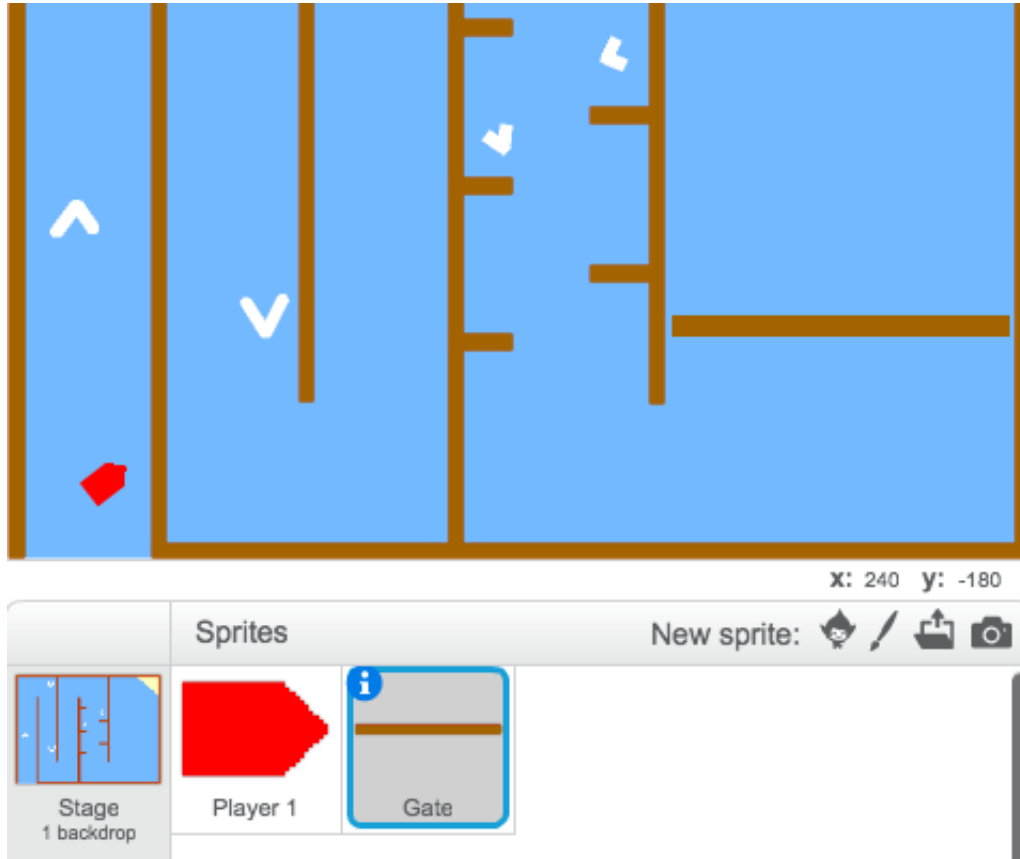 x: 240 y: -180
Sprites
New sprite:
i
Stage
1 backdrop
Player 1
Gate